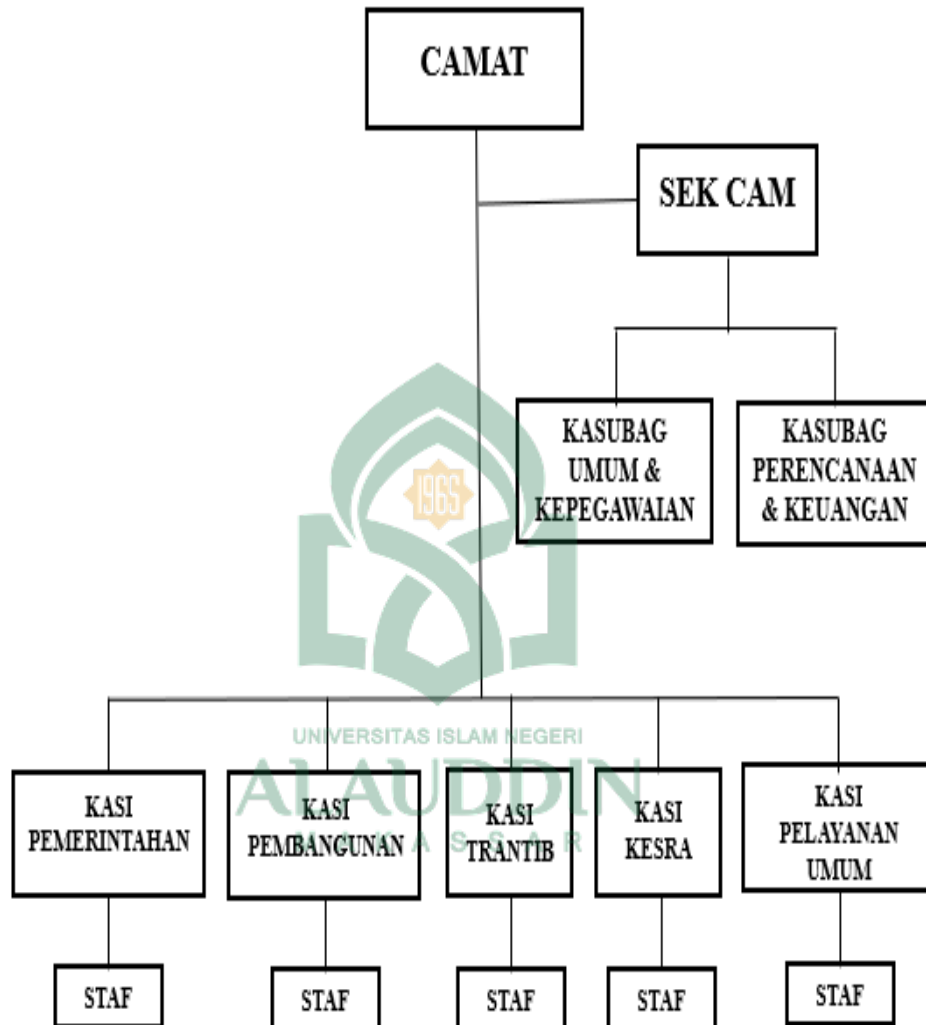 CAMAT
SEK CAM
KASUBAG
UMUM &
KEPEGAWAIAN
KASUBAG
PERENCANAAN
& KEUANGAN
1965
UNIVERSITAS ISLAM NEGERI
ALAUDDIN
MAKASSAR
KASI
PEMERINTAHAN
KASI
PEMBANGUNAN
KASI
TRANTIB
KASI
KESRA
KASI
PELAYANAN
UMUM
STAF
STAF
STAF
STAF
STAF